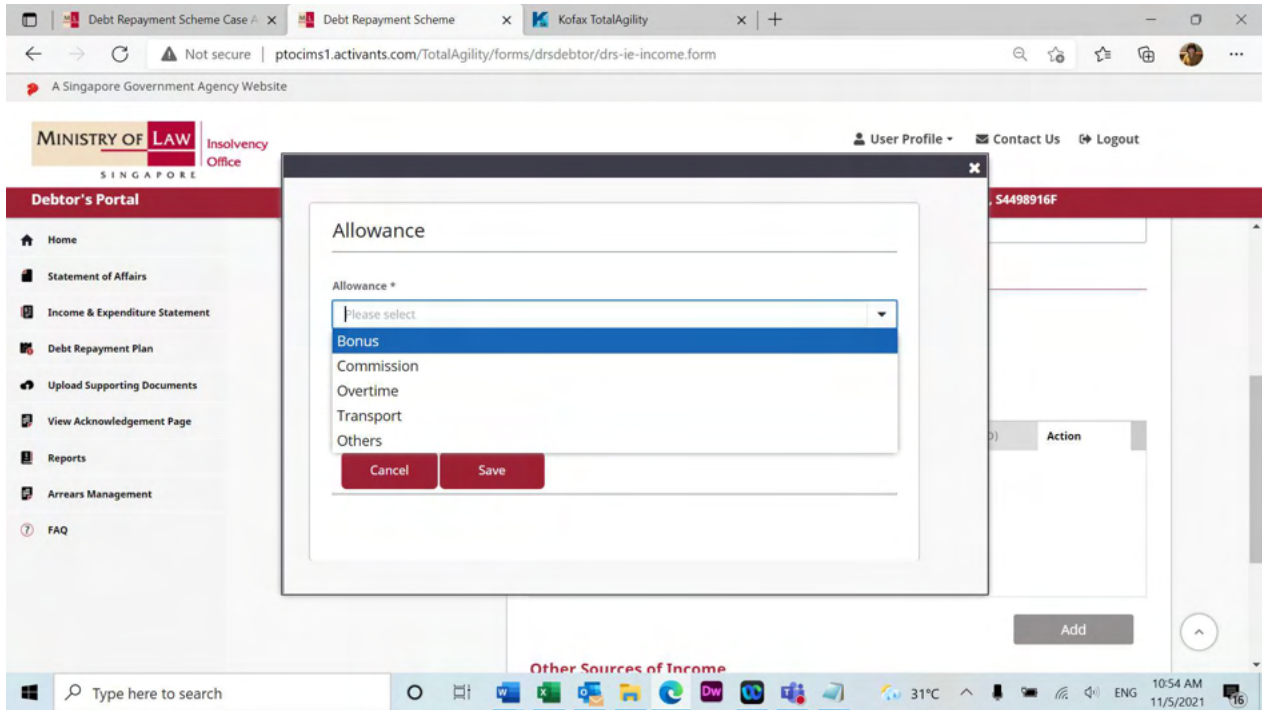 Debt Repayment Scheme Case A
Debt Repayment Scheme
Kofax TotalAgility
Not secure | ptocims1.activants.com/TotalAgility/forms/drsdebtor/drs-ie-income.form
A Singapore Government Agency Website
MINISTRY OF LAW
SINGAPORE
Insolvency
Office
User Profile
Contact Us
Logout
Debtor's Portal
, S4498916F
Home
Statement of Affairs
Income & Expenditure Statement
Debt Repayment Plan
Upload Supporting Documents
View Acknowledgement Page
Reports
Arrears Management
FAQ
Allowance
Allowance *
Please select
Bonus
Commission
Overtime
Transport
Others
Cancel
Save
Action
Add
Other Sources of Income
Type here to search
Dw
31°C
ENG
10:54 AM
11/5/2021
16